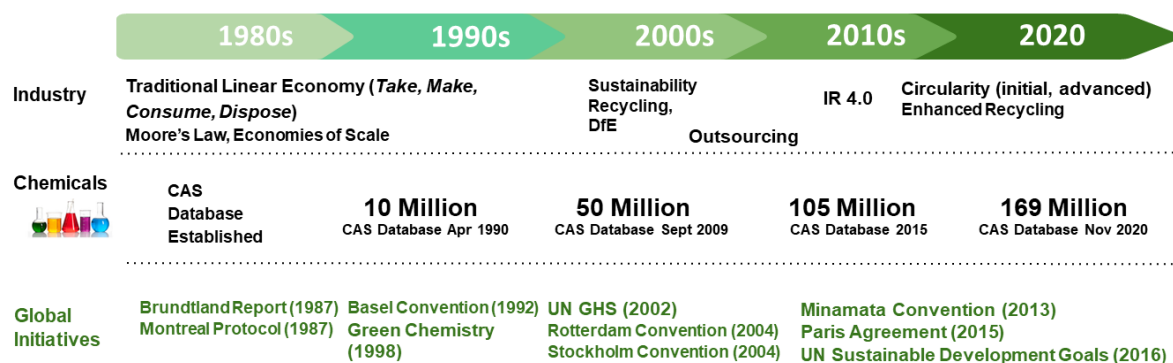 1980s 1990s 2000s 2010s 2020
Industry
Traditional Linear Economy (Take, Make,
Consume, Dispose)
Moore's Law, Economies of Scale
Sustainability
Recycling,
DfE
Outsourcing
IR 4.0
Circularity (initial, advanced)
Enhanced Recycling
Chemicals
CAS
Database
Established
10 Million
CAS Database Apr 1990
50 Million
CAS Database Sept 2009
105 Million
CAS Database 2015
169 Million
CAS Database Nov 2020
Global
Initiatives
Brundtland Report (1987)
Montreal Protocol (1987)
Basel Convention (1992)
Green Chemistry
(1998)
UN GHS (2002)
Rotterdam Convention (2004)
Stockholm Convention (2004)
Minamata Convention (2013)
Paris Agreement (2015)
UN Sustainable Development Goals (2016)